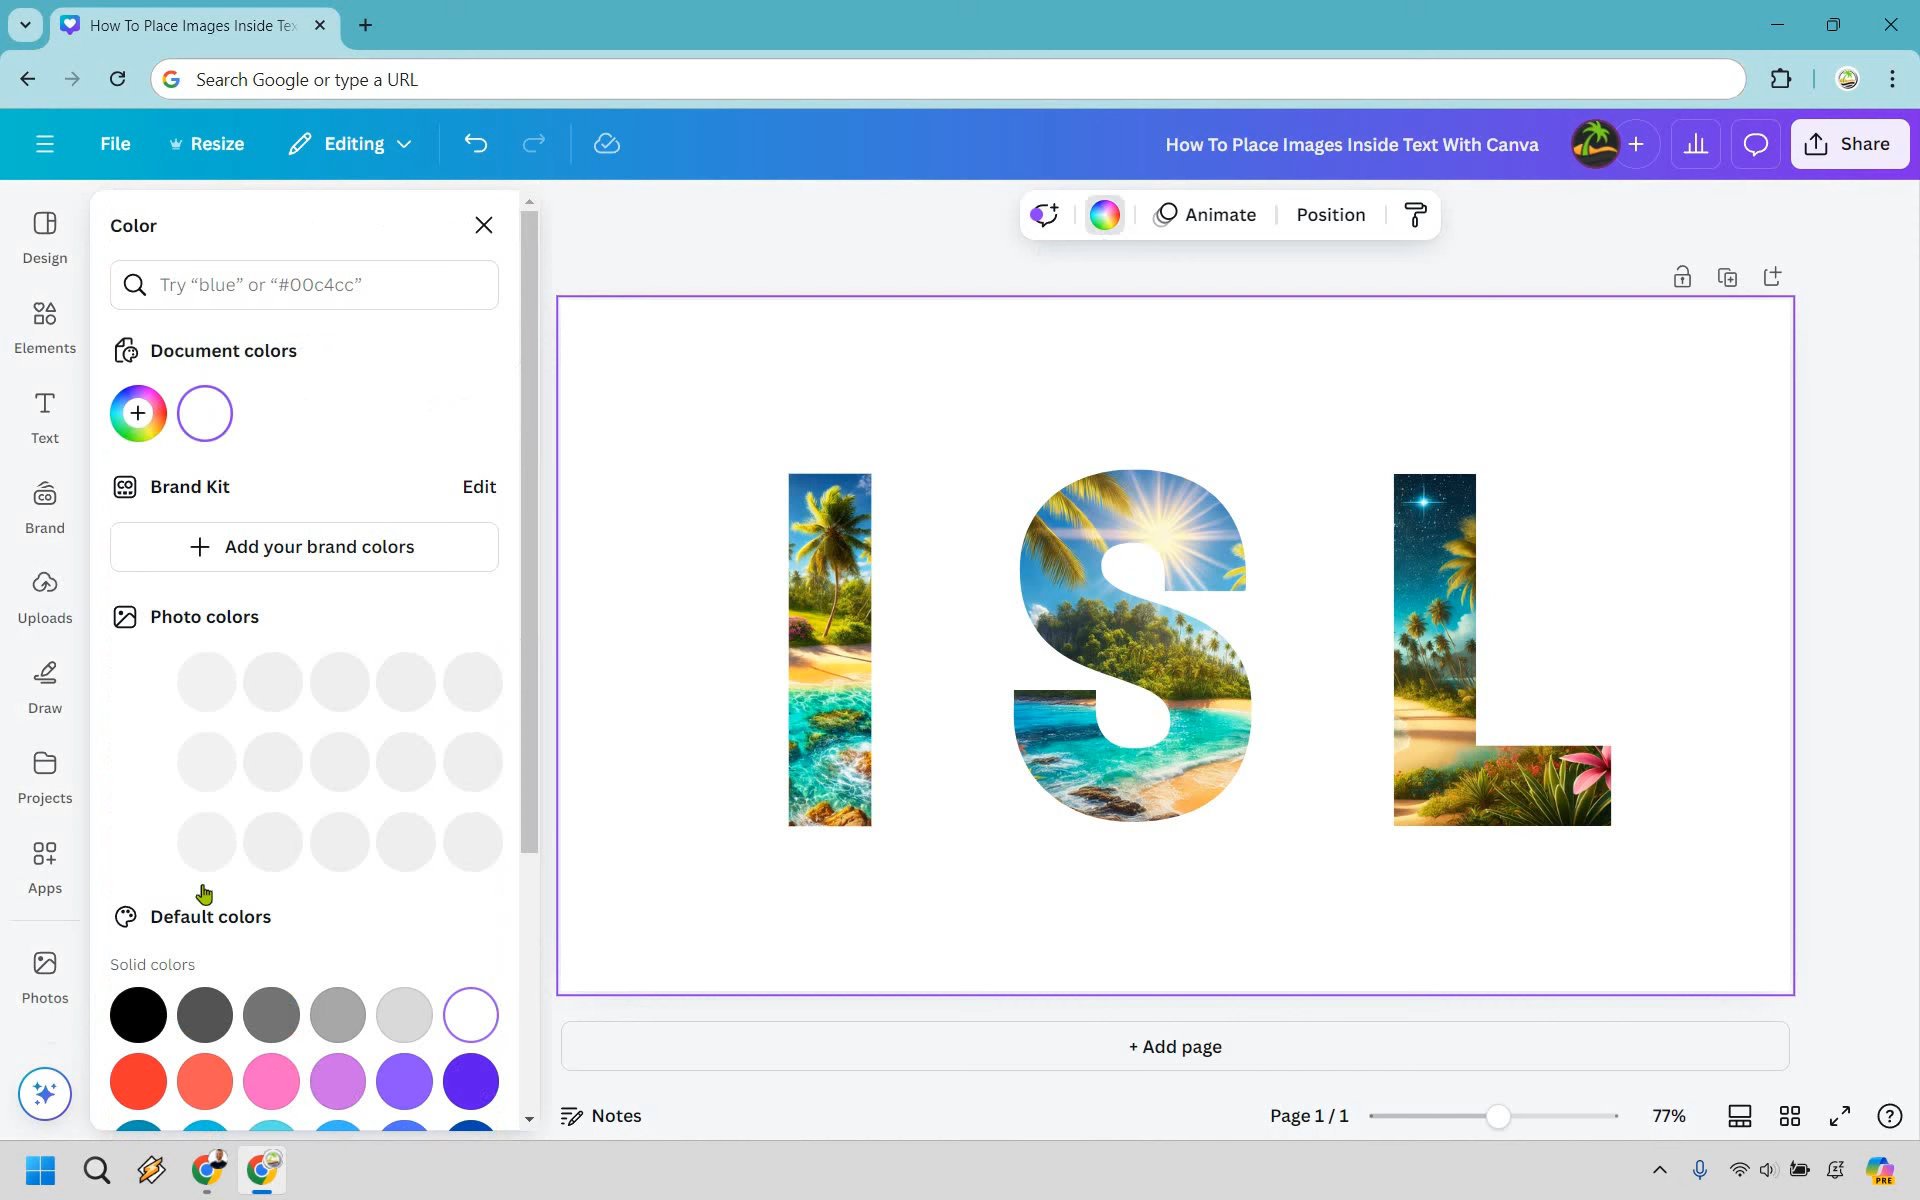 How To Place Images Inside Tex
Search Google or type a URL
File
Resize
Editing
How To Place Images Inside Text With Canva
Share
Design
Elements
Text
Brand
Uploads
Draw
Projects
Apps
Photos
Color
Try “blue” or “#00c4cc”
Document colors
Brand Kit
Edit
Add your brand colors
Photo colors
Default colors
Solid colors
Animate
Position
I S L
+ Add page
Notes
Page 1 / 1
77%
PRE